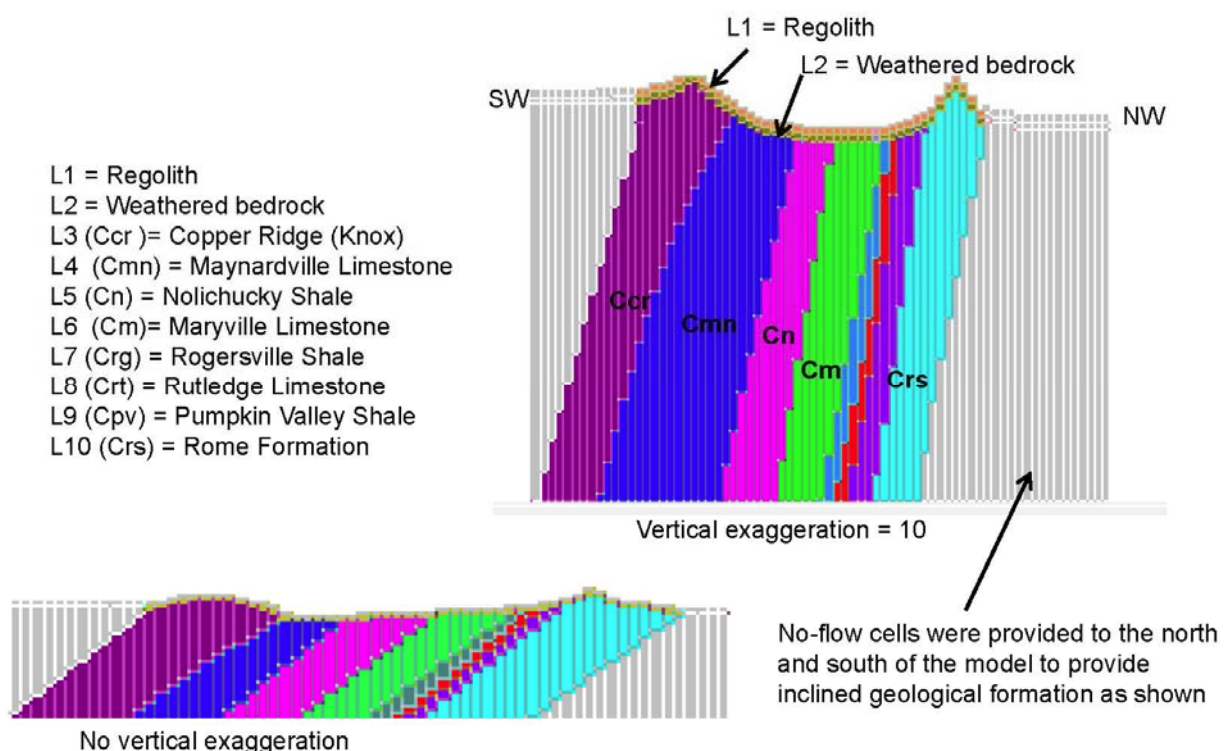 L1 = Regolith
L2 = Weathered bedrock
SW
NW
L1 = Regolith
L2 = Weathered bedrock
L3 (Ccr )= Copper Ridge (Knox)
L4 (Cmn) = Maynardville Limestone
L5 (Cn) = Nolichucky Shale
L6 (Cm)= Maryville Limestone
L7 (Crg) = Rogersville Shale
L8 (Crt) = Rutledge Limestone
L9 (Cpv) = Pumpkin Valley Shale
L10 (Crs) = Rome Formation
Ccr
Cmn
Cn
Cm
Crs
Vertical exaggeration = 10
No-flow cells were provided to the north
and south of the model to provide
inclined geological formation as shown
No vertical exaggeration